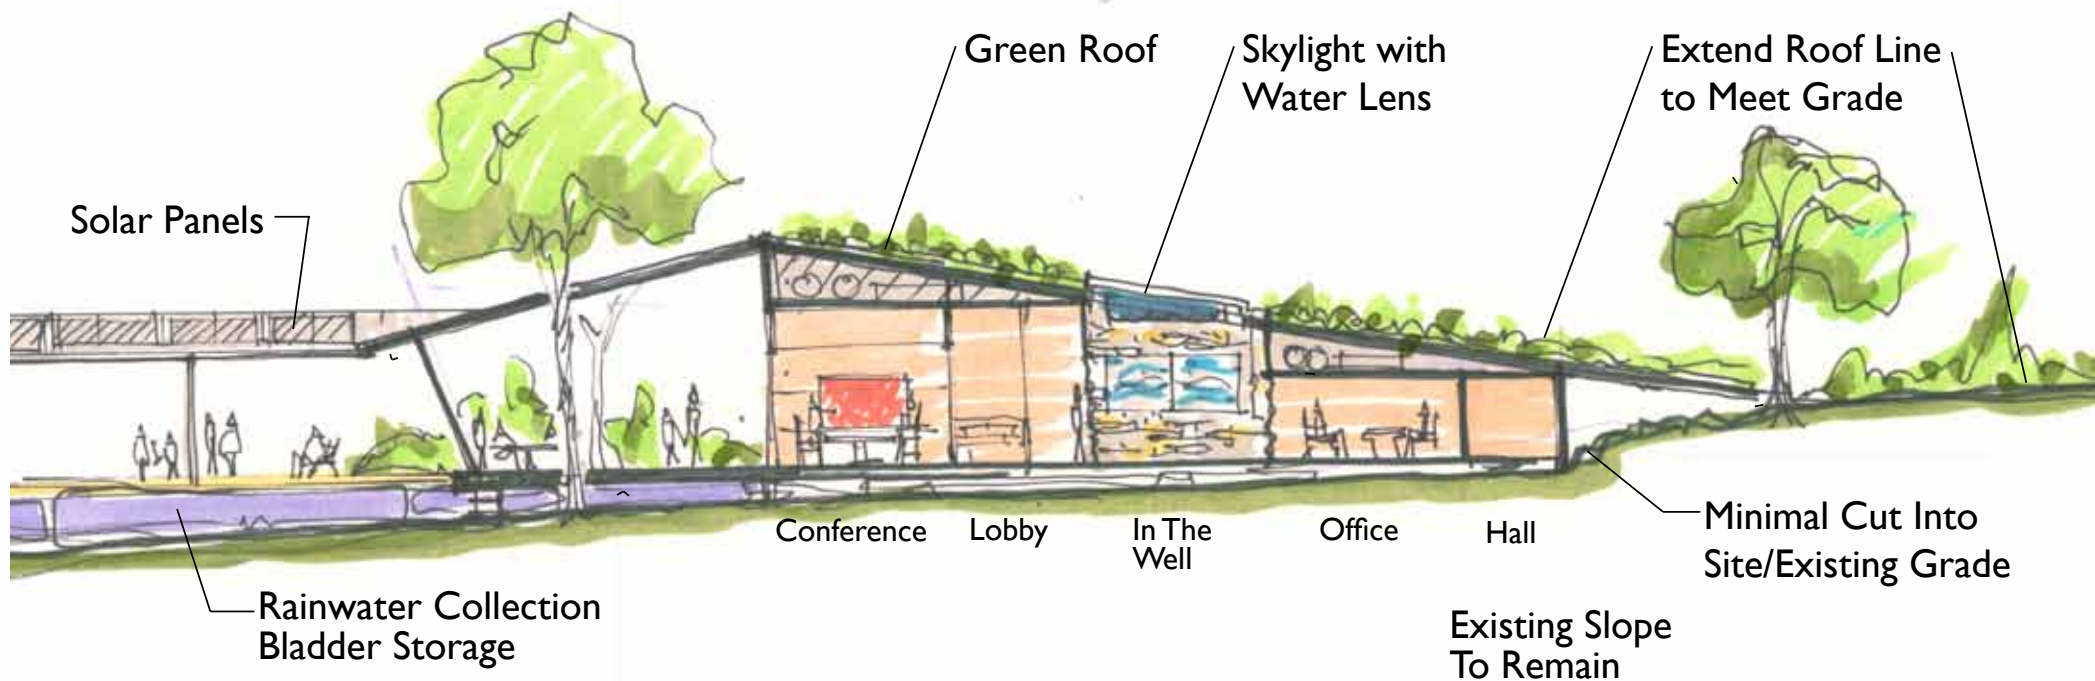 Green Roof
Skylight with
Water Lens
Extend Roof Line
to Meet Grade
Solar Panels
Conference
Lobby
In The
Well
Office
Hall
Minimal Cut Into
Site/Existing Grade
Rainwater Collection
Bladder Storage
Existing Slope
To Remain